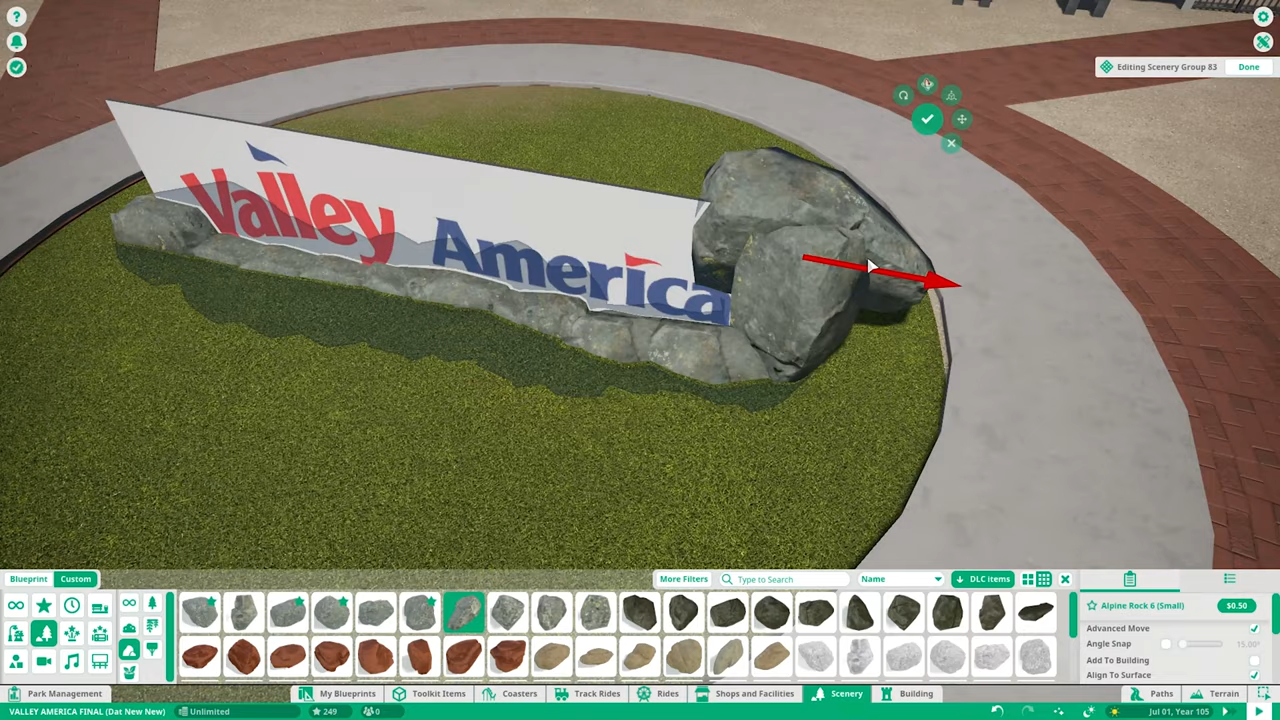 Editing Scenery Group 83
Done
Valley
America
Blueprint
Custom
More Filters
Type to Search
Name
DLC items
Alpine Rock 6 (Small)
$0.50
Advanced Move
Angle Snap
15.00°
Add To Building
Align To Surface
Park Management
My Blueprints
Toolkit Items
Coasters
Track Rides
Rides
Shops and Facilities
Scenery
Building
Paths
Terrain
VALLEY AMERICA FINAL (Dat New New)
Unlimited
249
0
Jul 01, Year 105